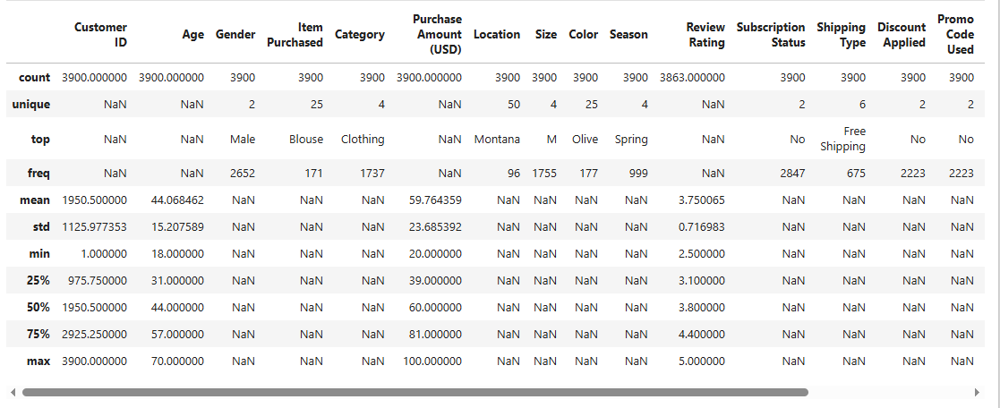 Customer ID Age Gender Item Purchased Category Purchase Amount (USD) Location Size Color Season Review Rating Subscription Status Shipping Type Discount Applied Promo Code Used
count 3900.000000 3900.000000 3900 3900 3900 3900.000000 3900 3900 3900 3900 3863.000000 3900 3900 3900 3900
unique NaN NaN 2 25 4 NaN 50 4 25 4 NaN 2 6 2 2
top NaN NaN Male Blouse Clothing NaN Montana M Olive Spring NaN No Free Shipping No No
freq NaN NaN 2652 171 1737 NaN 96 1755 177 999 NaN 2847 675 2223 2223
mean 1950.500000 44.068462 NaN NaN NaN 59.764359 NaN NaN NaN NaN 3.750065 NaN NaN NaN NaN
std 1125.977353 15.207589 NaN NaN NaN 23.685392 NaN NaN NaN NaN 0.716983 NaN NaN NaN NaN
min 1.000000 18.000000 NaN NaN NaN 20.000000 NaN NaN NaN NaN 2.500000 NaN NaN NaN NaN
25% 975.750000 31.000000 NaN NaN NaN 39.000000 NaN NaN NaN NaN 3.100000 NaN NaN NaN NaN
50% 1950.500000 44.000000 NaN NaN NaN 60.000000 NaN NaN NaN NaN 3.800000 NaN NaN NaN NaN
75% 2925.250000 57.000000 NaN NaN NaN 81.000000 NaN NaN NaN NaN 4.400000 NaN NaN NaN NaN
max 3900.000000 70.000000 NaN NaN NaN 100.000000 NaN NaN NaN NaN 5.000000 NaN NaN NaN NaN